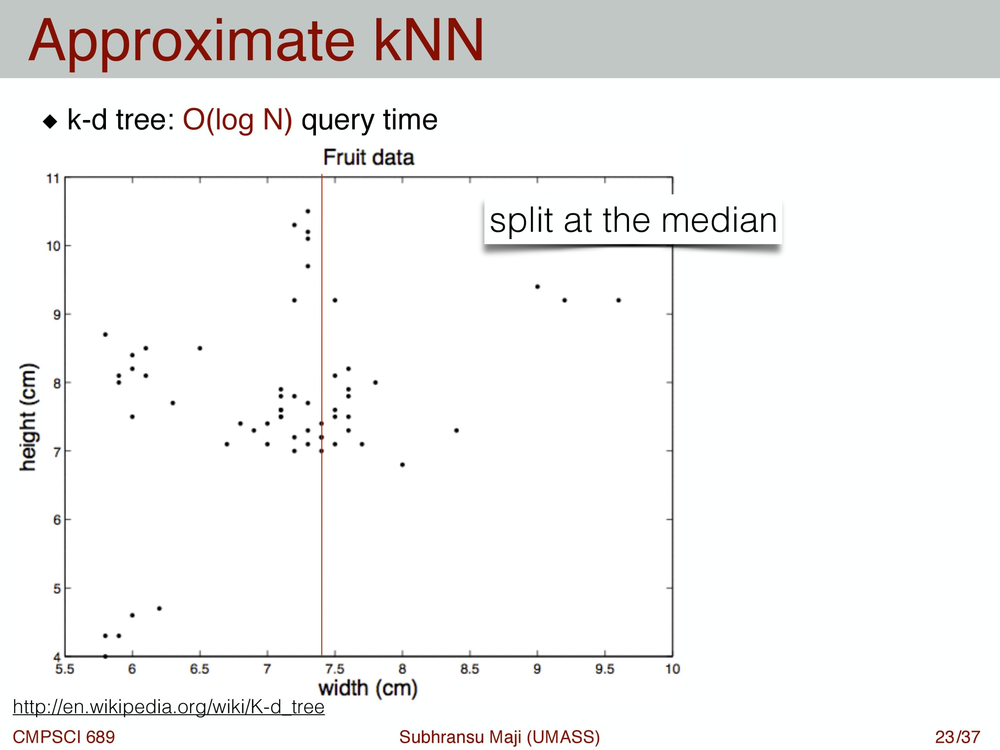 Approximate kNN
◆ k-d tree: O(log N) query time
Fruit data
split at the median
11
10
9
8
7
6
5
4
height (cm)
5.5 6 6.5 7 7.5 8 8.5 9 9.5 10
width (cm)
http://en.wikipedia.org/wiki/K-d_tree
CMPSCI 689 Subhransu Maji (UMASS) 23/37